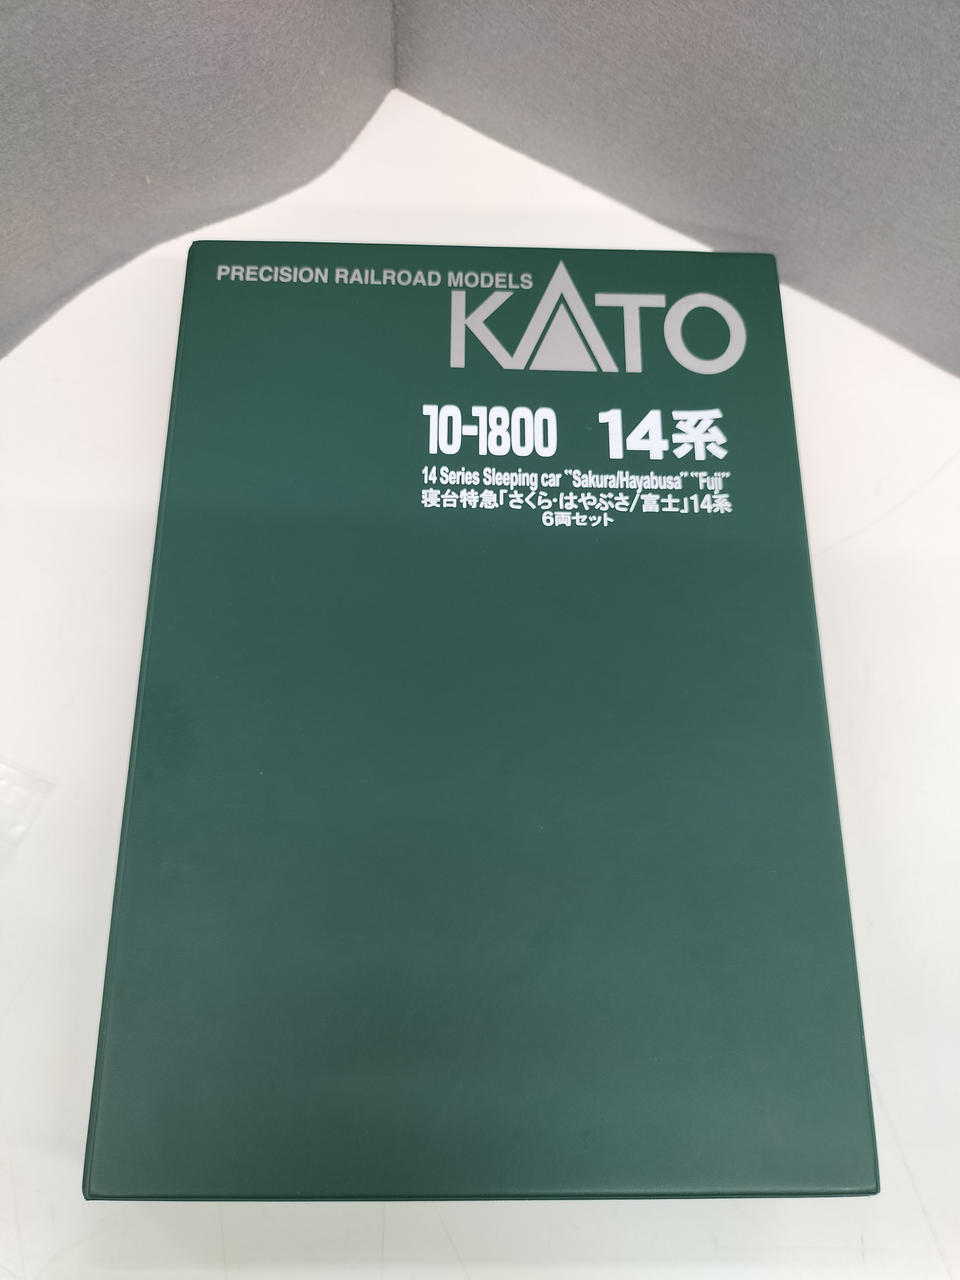 PRECISION RAILROAD MODELS
KATO
10-1800 14系
14 Series Sleeping car "Sakura/Hayabusa" "Fuji"
寝台特急「さくら・はやぶさ/富士」14系
6両セット